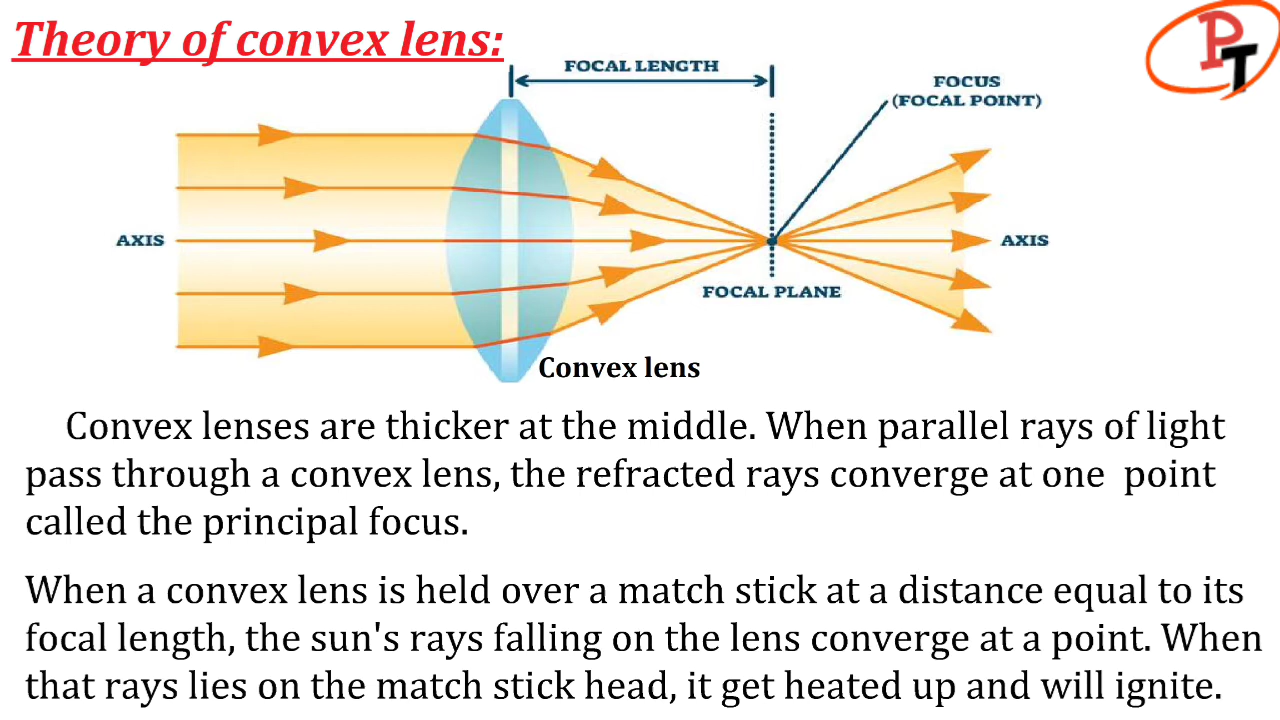 Theory of convex lens:
PT
FOCAL LENGTH
FOCUS
(FOCAL POINT)
AXIS
AXIS
FOCAL PLANE
Convex lens
Convex lenses are thicker at the middle. When parallel rays of light
pass through a convex lens, the refracted rays converge at one  point
called the principal focus.
When a convex lens is held over a match stick at a distance equal to its
focal length, the sun's rays falling on the lens converge at a point. When
that rays lies on the match stick head, it get heated up and will ignite.